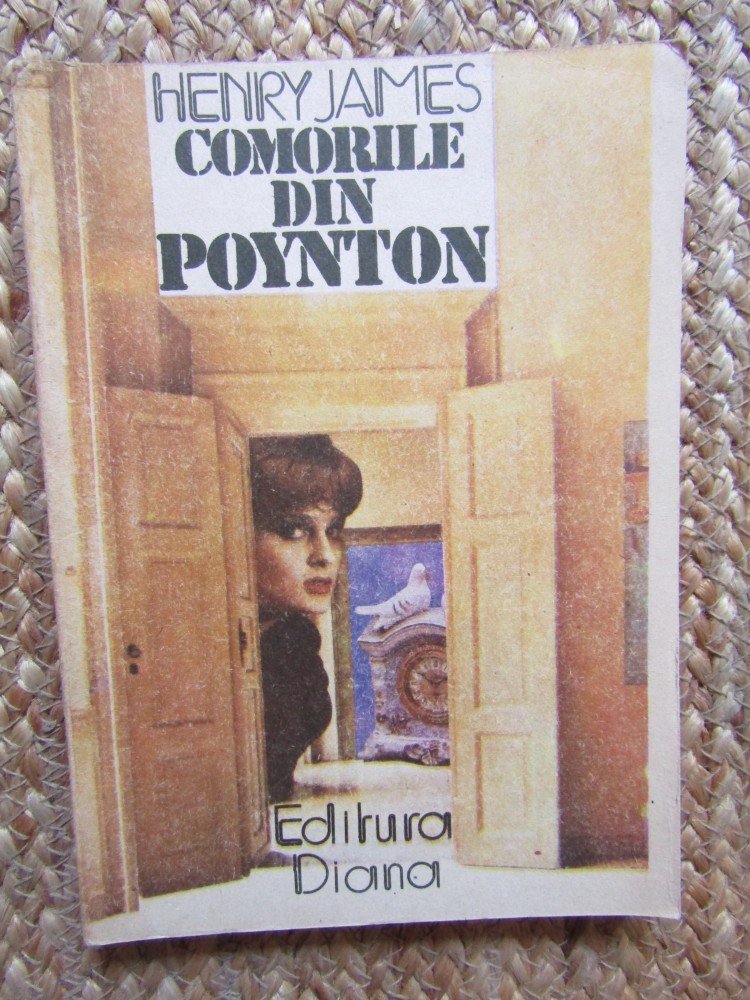 HENRY JAMES
COMORILE
DIN
POYNTON
Editura
Diana